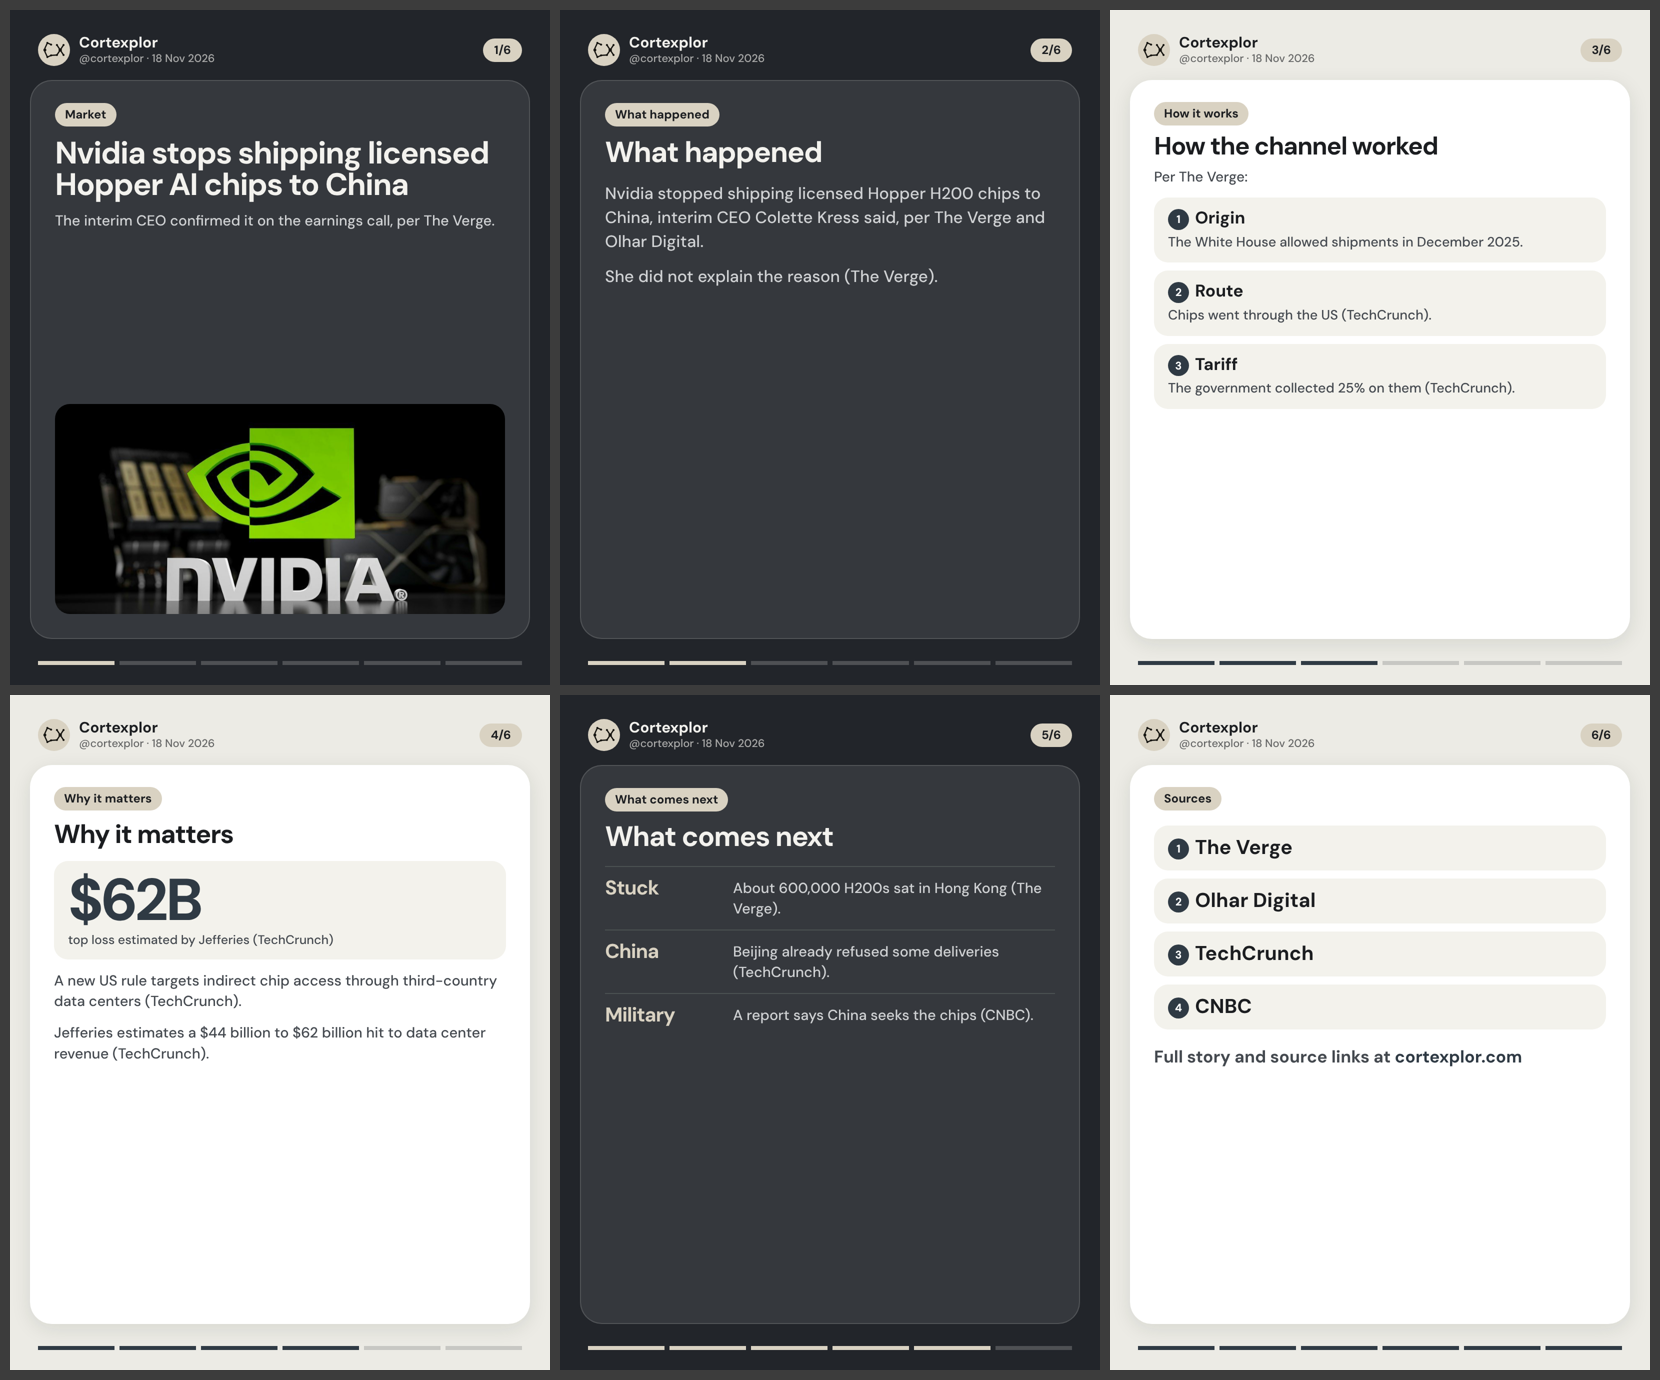 Cortexplor
@cortexplor · 18 Nov 2026
1/6
Market
Nvidia stops shipping licensed
Hopper AI chips to China
The interim CEO confirmed it on the earnings call, per The Verge.
NVIDIA®
Cortexplor
@cortexplor · 18 Nov 2026
2/6
What happened
What happened
Nvidia stopped shipping licensed Hopper H200 chips to
China, interim CEO Colette Kress said, per The Verge and
Olhar Digital.
She did not explain the reason (The Verge).
Cortexplor
@cortexplor · 18 Nov 2026
3/6
How it works
How the channel worked
Per The Verge:
1 Origin
The White House allowed shipments in December 2025.
2 Route
Chips went through the US (TechCrunch).
3 Tariff
The government collected 25% on them (TechCrunch).
Cortexplor
@cortexplor · 18 Nov 2026
4/6
Why it matters
Why it matters
$62B
top loss estimated by Jefferies (TechCrunch)
A new US rule targets indirect chip access through third-country
data centers (TechCrunch).
Jefferies estimates a $44 billion to $62 billion hit to data center
revenue (TechCrunch).
Cortexplor
@cortexplor · 18 Nov 2026
5/6
What comes next
What comes next
Stuck
About 600,000 H200s sat in Hong Kong (The
Verge).
China
Beijing already refused some deliveries
(TechCrunch).
Military
A report says China seeks the chips (CNBC).
Cortexplor
@cortexplor · 18 Nov 2026
6/6
Sources
1 The Verge
2 Olhar Digital
3 TechCrunch
4 CNBC
Full story and source links at cortexplor.com